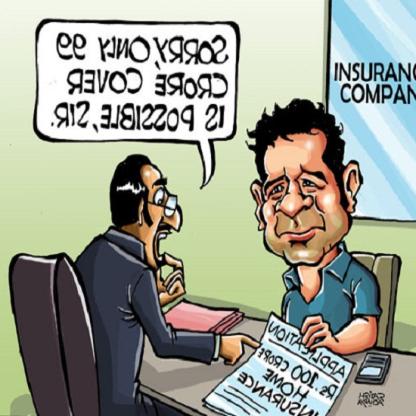 SORRY, ONLY 99
CRORE COVER
IS POSSIBLE, SIR.
INSURANC
COMPAN
APPLICATION
Rs. 100 CRORE
HOME
INSURANCE